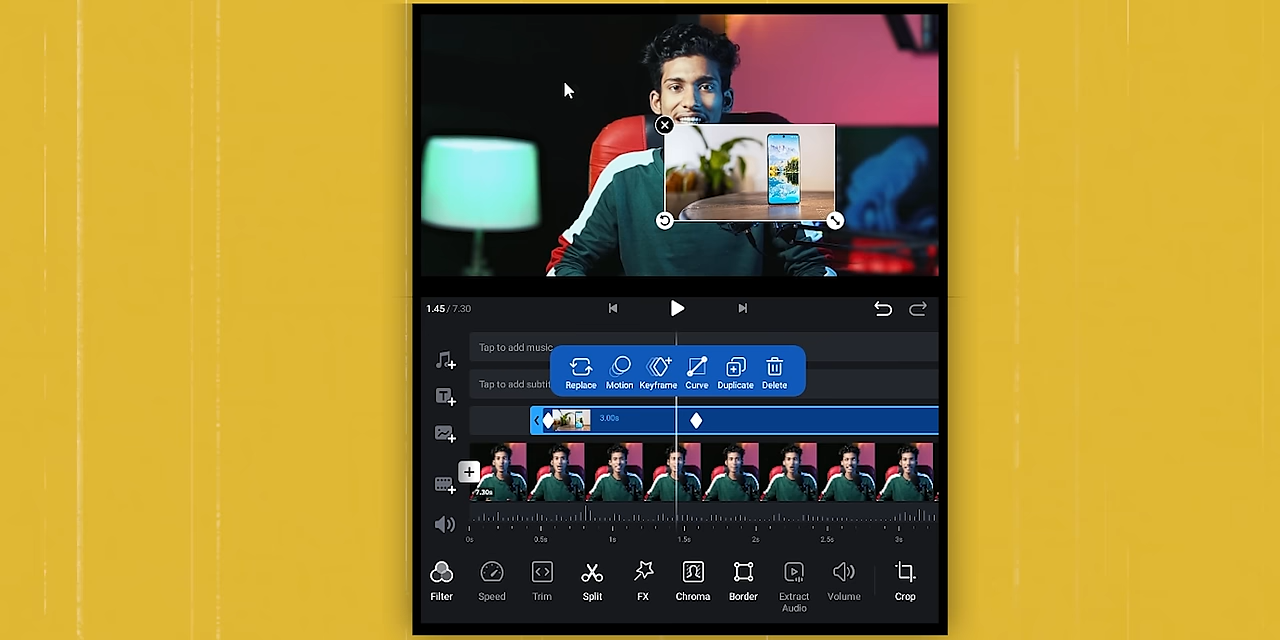 1.45 / 7.30
Tap to add music
Tap to add subti
Replace Motion Keyframe Curve Duplicate Delete
3.00s
7.30s
0s 0.5s 1s 1.5s 2s 2.5s 3s
Filter Speed Trim Split FX Chroma Border Extract Audio Volume Crop